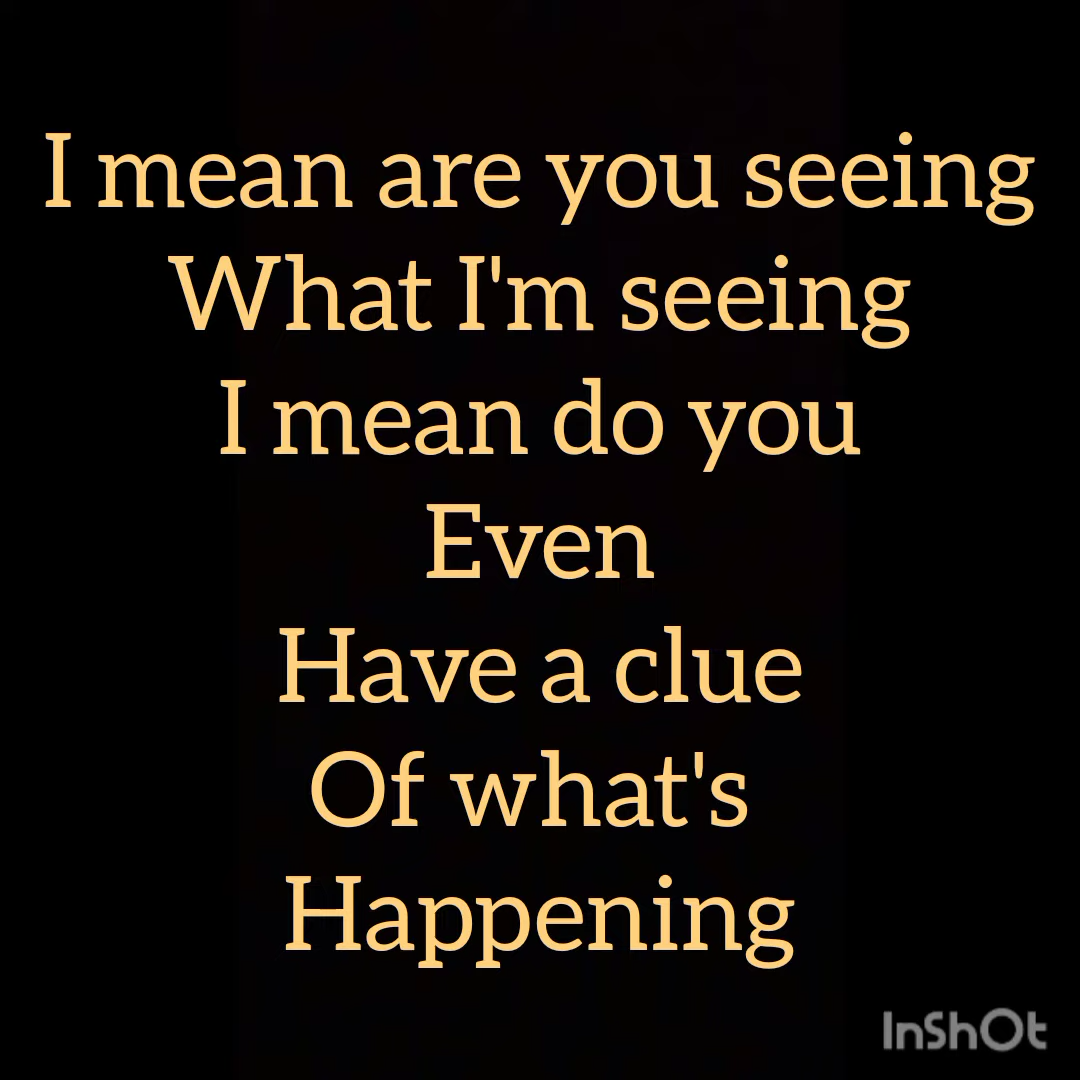 I mean are you seeing
What I'm seeing
I mean do you
Even
Have a clue
Of what's
Happening
InShOt